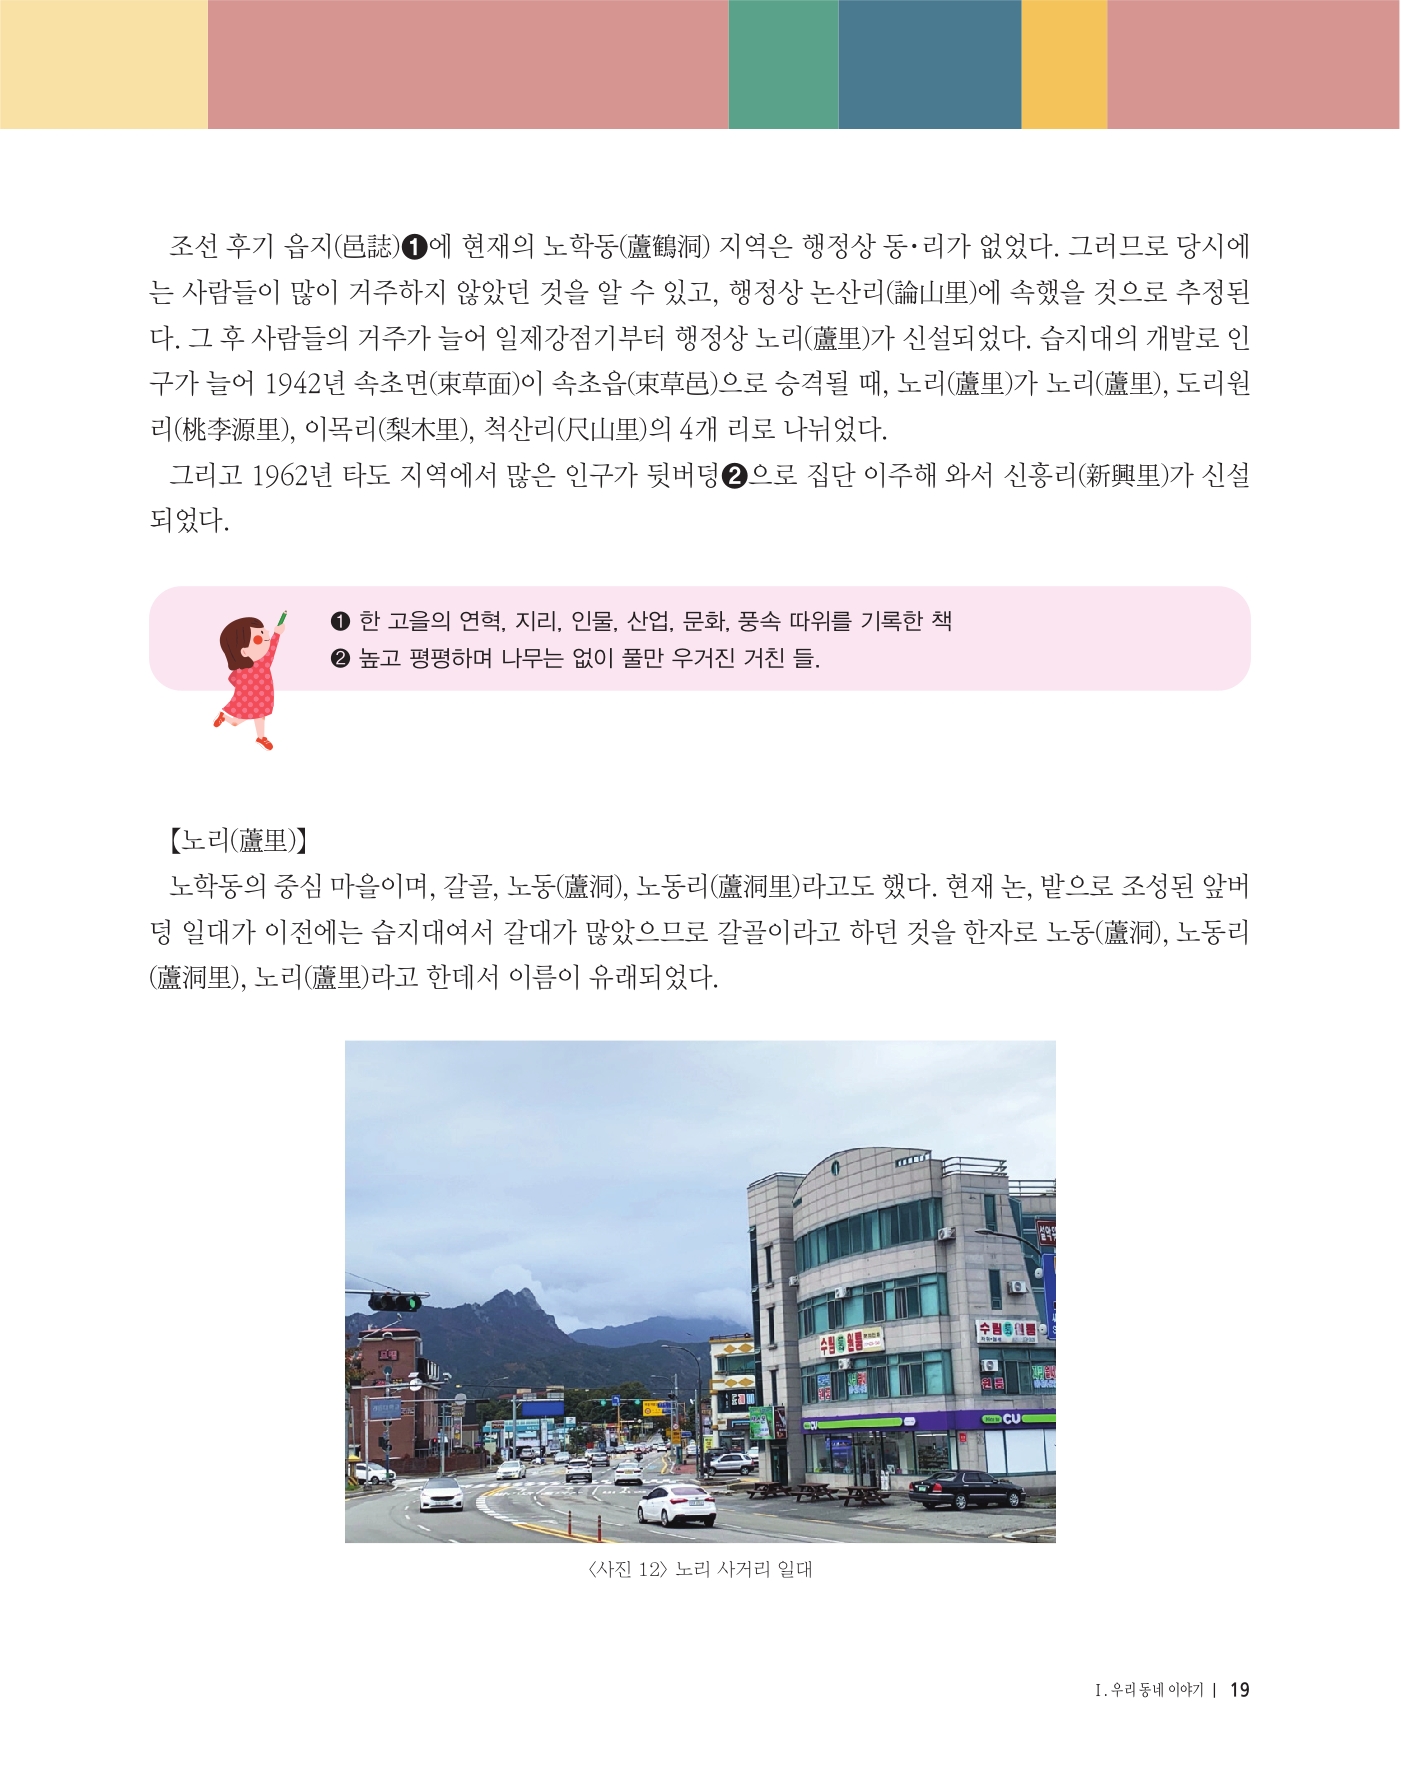 조선 후기 읍지(邑誌)❶에 현재의 노학동(蘆鶴洞) 지역은 행정상 동·리가 없었다. 그러므로 당시에
는 사람들이 많이 거주하지 않았던 것을 알 수 있고, 행정상 논산리(論山里)에 속했을 것으로 추정된
다. 그 후 사람들의 거주가 늘어 일제강점기부터 행정상 노리(蘆里)가 신설되었다. 습지대의 개발로 인
구가 늘어 1942년 속초면(束草面)이 속초읍(束草邑)으로 승격될 때, 노리(蘆里)가 노리(蘆里), 도리원
리(桃李源里), 이목리(梨木里), 척산리(尺山里)의 4개 리로 나뉘었다.
그리고 1962년 타도 지역에서 많은 인구가 뒷버덩❷으로 집단 이주해 와서 신흥리(新興里)가 신설
되었다.
❶ 한 고을의 연혁, 지리, 인물, 산업, 문화, 풍속 따위를 기록한 책
❷ 높고 평평하며 나무는 없이 풀만 우거진 거친 들.
【노리(蘆里)】
노학동의 중심 마을이며, 갈골, 노동(蘆洞), 노동리(蘆洞里)라고도 했다. 현재 논, 밭으로 조성된 앞버
덩 일대가 이전에는 습지대여서 갈대가 많았으므로 갈골이라고 하던 것을 한자로 노동(蘆洞), 노동리
(蘆洞里), 노리(蘆里)라고 한데서 이름이 유래되었다.
수림 원룸
수림 원룸
CU
CU
〈사진 12〉 노리 사거리 일대
Ⅰ. 우리 동네 이야기 | 19